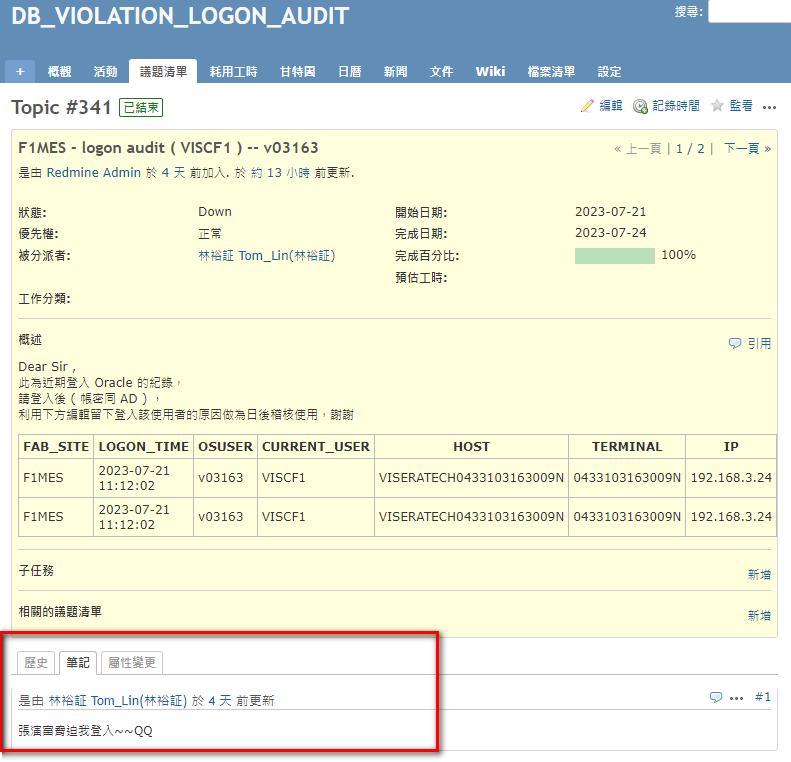 DB_VIOLATION_LOGON_AUDIT
搜尋:
+ 概觀 活動 議題清單 耗用工時 甘特圖 日曆 新聞 文件 Wiki 檔案清單 設定
Topic #341 已結束
編輯 記錄時間 監看 •••
F1MES - logon audit ( VISCF1 ) -- v03163
« 上一頁 | 1 / 2 | 下一頁 »
是由 Redmine Admin 於 4 天 前加入. 於 約 13 小時 前更新.
狀態: Down 開始日期: 2023-07-21
優先權: 正常 完成日期: 2023-07-24
被分派者: 林裕証 Tom_Lin(林裕証) 完成百分比: 100%
預估工時:
工作分類:
概述
引用
Dear Sir ,
此為近期登入 Oracle 的紀錄，
請登入後 ( 帳密同 AD ) ，
利用下方編輯留下登入該使用者的原因做為日後稽核使用，謝謝
FAB_SITE LOGON_TIME OSUSER CURRENT_USER HOST TERMINAL IP
F1MES 2023-07-21 11:12:02 v03163 VISCF1 VISERATECH0433103163009N 0433103163009N 192.168.3.24
F1MES 2023-07-21 11:12:02 v03163 VISCF1 VISERATECH0433103163009N 0433103163009N 192.168.3.24
子任務 新增
相關的議題清單 新增
歷史 筆記 屬性變更
是由 林裕証 Tom_Lin(林裕証) 於 4 天 前更新
••• #1
脅迫我登入~~QQ